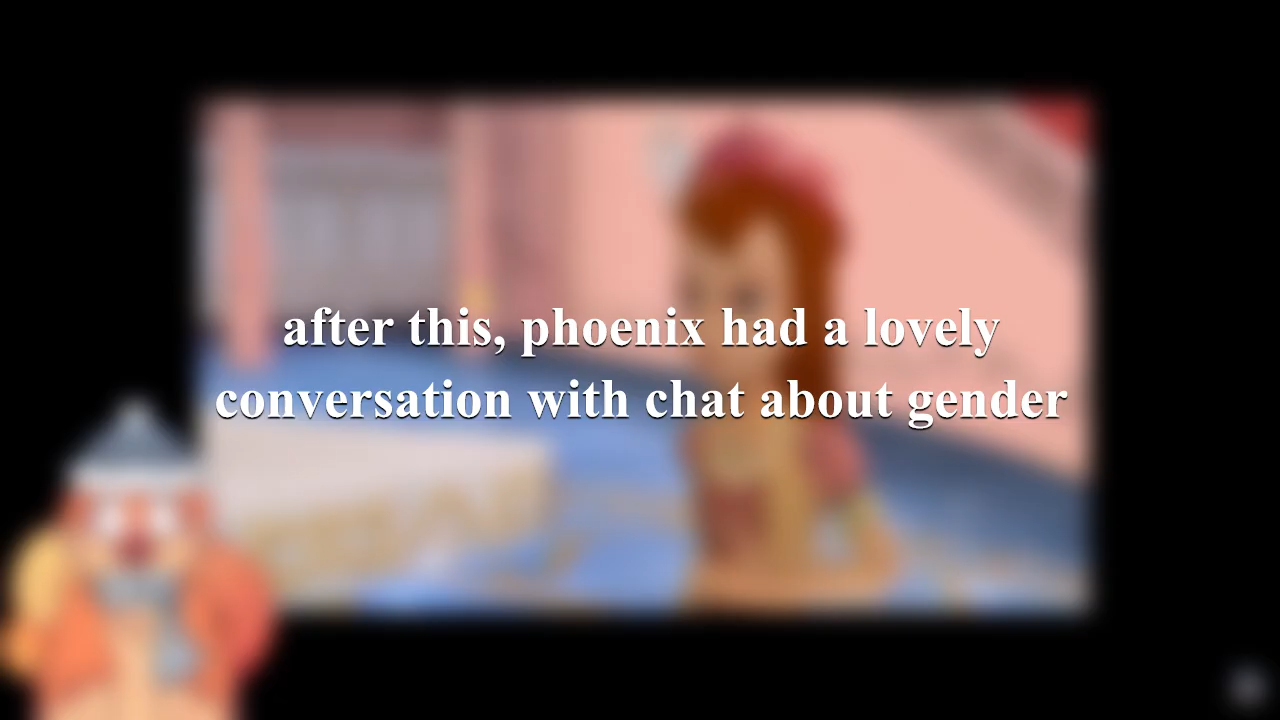 after this, phoenix had a lovely
conversation with chat about gender